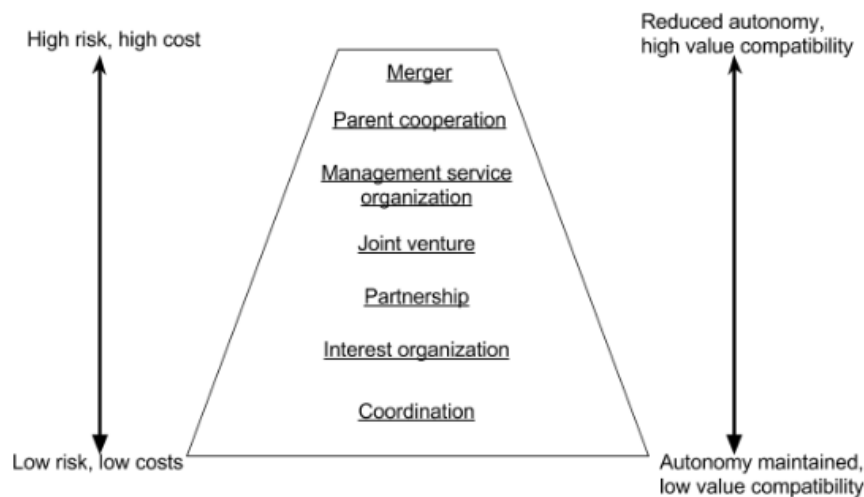 High risk, high cost
Reduced autonomy,
high value compatibility
Merger
Parent cooperation
Management service
organization
Joint venture
Partnership
Interest organization
Coordination
Low risk, low costs
Autonomy maintained,
low value compatibility